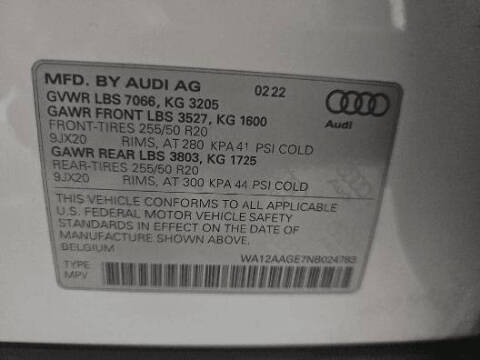 MFD. BY AUDI AG 02 22
GVWR LBS 7066, KG 3205
GAWR FRONT LBS 3527, KG 1600
FRONT-TIRES 255/50 R20
9JX20 RIMS, AT 280 KPA 41 PSI COLD
GAWR REAR LBS 3803, KG 1725
REAR-TIRES 255/50 R20
9JX20 RIMS, AT 300 KPA 44 PSI COLD
Audi
THIS VEHICLE CONFORMS TO ALL APPLICABLE
U.S. FEDERAL MOTOR VEHICLE SAFETY
STANDARDS IN EFFECT ON THE DATE OF
MANUFACTURE SHOWN ABOVE.
BELGIUM
WA12AAGE7NB024783
TYPE
MPV